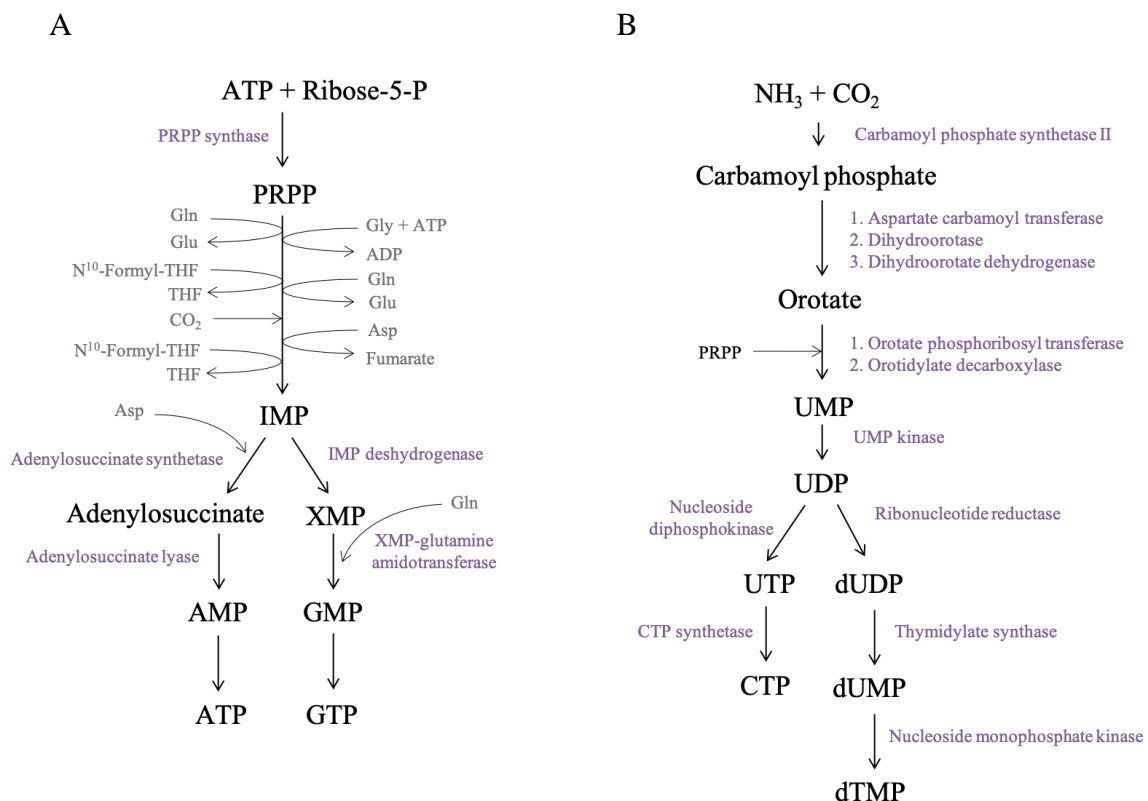 A
ATP + Ribose-5-P
PRPP synthase
PRPP
Gln
Glu
Gly + ATP
ADP
N¹⁰-Formyl-THF
THF
Gln
Glu
CO₂
Asp
Fumarate
N¹⁰-Formyl-THF
THF
IMP
Asp
Adenylosuccinate synthetase
IMP deshydrogenase
Adenylosuccinate
XMP
Gln
Adenylosuccinate lyase
XMP-glutamine
amidotransferase
AMP
GMP
ATP
GTP
B
NH₃ + CO₂
Carbamoyl phosphate synthetase II
Carbamoyl phosphate
1. Aspartate carbamoyl transferase
2. Dihydroorotase
3. Dihydroorotate dehydrogenase
Orotate
PRPP
1. Orotate phosphoribosyl transferase
2. Orotidylate decarboxylase
UMP
UMP kinase
UDP
Nucleoside
diphosphokinase
Ribonucleotide reductase
UTP
dUDP
CTP synthetase
Thymidylate synthase
CTP
dUMP
Nucleoside monophosphate kinase
dTMP